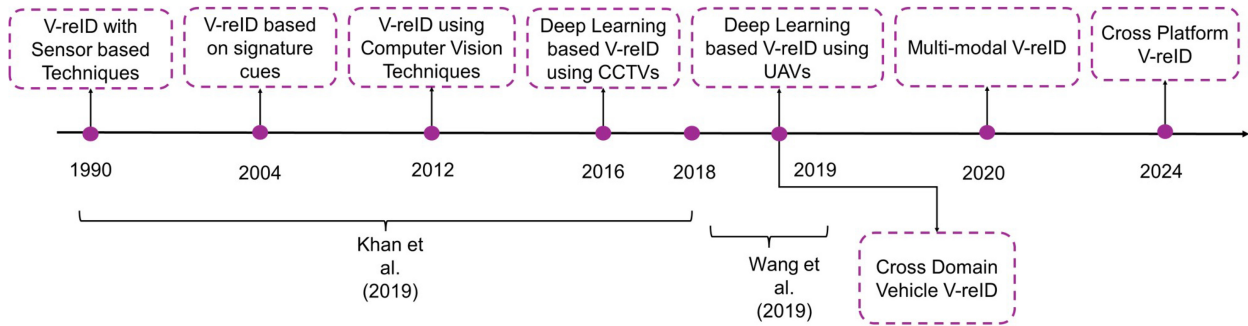 V-reID with
Sensor based
Techniques
V-reID based
on signature
cues
V-reID using
Computer Vision
Techniques
Deep Learning
based V-reID
using CCTVs
Deep Learning
based V-reID using
UAVs
Multi-modal V-reID
Cross Platform
V-reID
1990
2004
2012
2016
2018
2019
2020
2024
Khan et
al.
(2019)
Wang et
al.
(2019)
Cross Domain
Vehicle V-reID